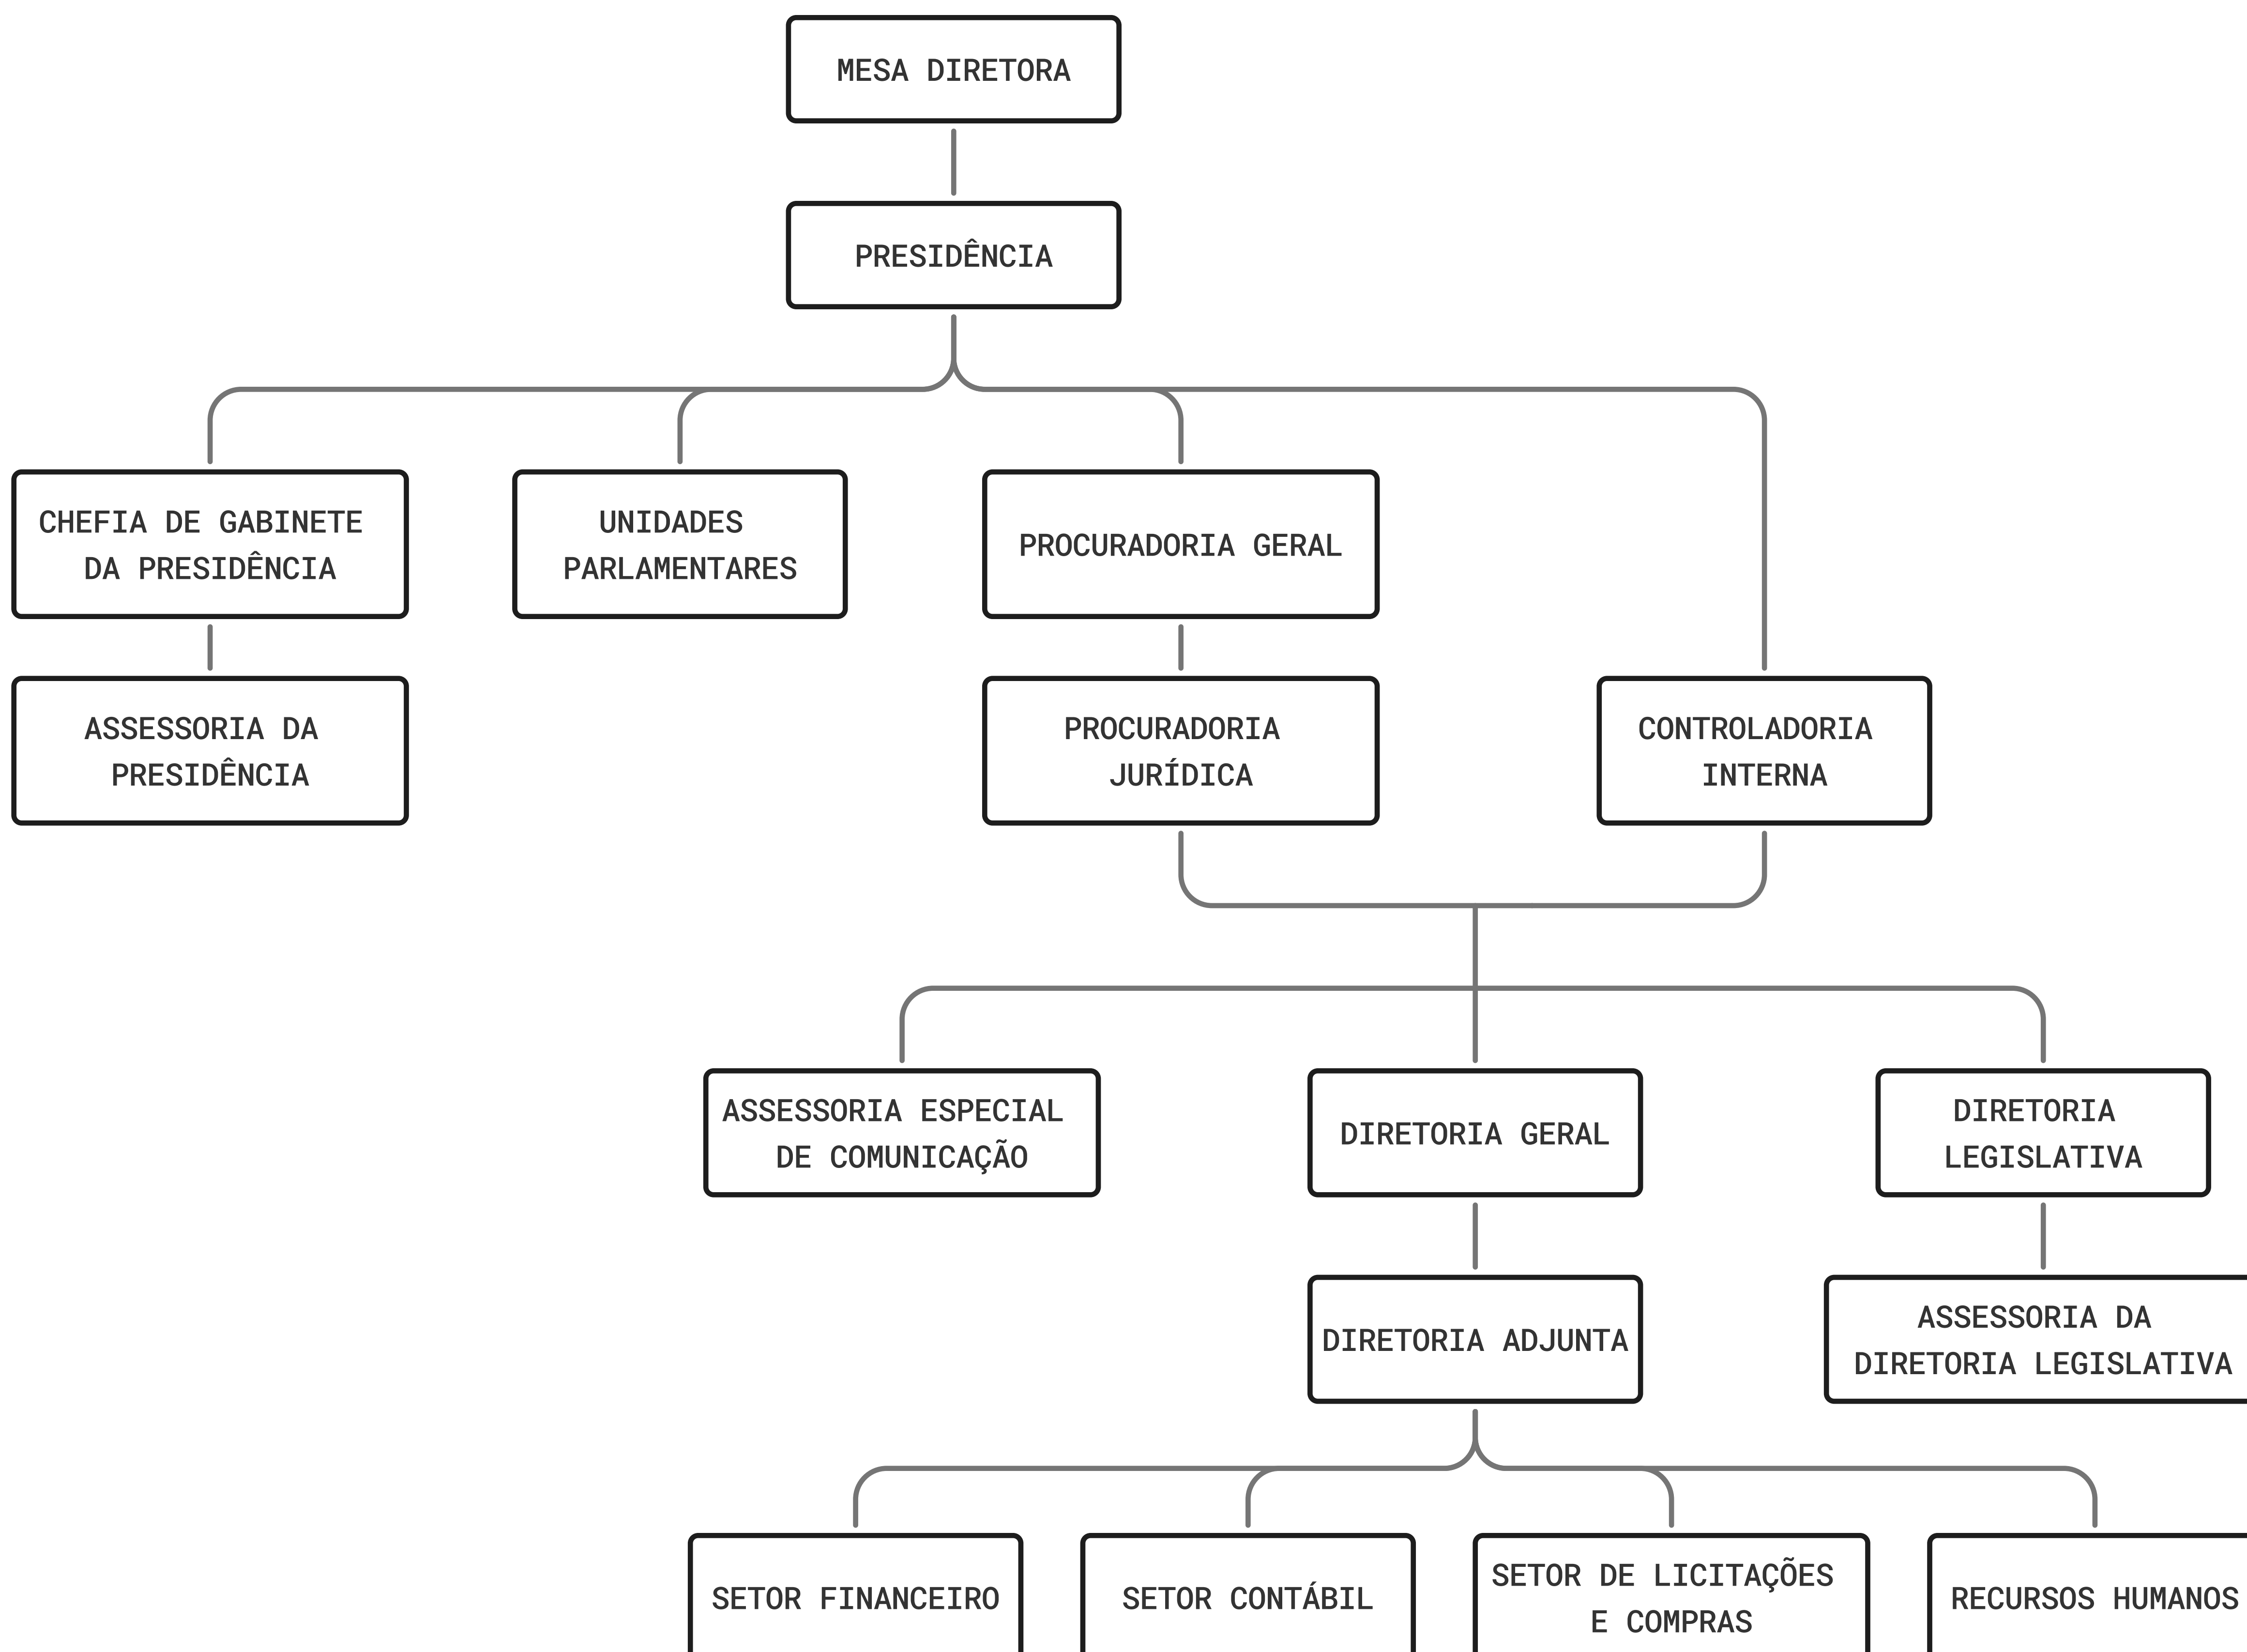 MESA DIRETORA
PRESIDÊNCIA
CHEFIA DE GABINETE
DA PRESIDÊNCIA
UNIDADES
PARLAMENTARES
PROCURADORIA GERAL
ASSESSORIA DA
PRESIDÊNCIA
PROCURADORIA
JURÍDICA
CONTROLADORIA
INTERNA
ASSESSORIA ESPECIAL
DE COMUNICAÇÃO
DIRETORIA GERAL
DIRETORIA
LEGISLATIVA
DIRETORIA ADJUNTA
ASSESSORIA DA
DIRETORIA LEGISLATIVA
SETOR FINANCEIRO
SETOR CONTÁBIL
SETOR DE LICITAÇÕES
E COMPRAS
RECURSOS HUMANOS